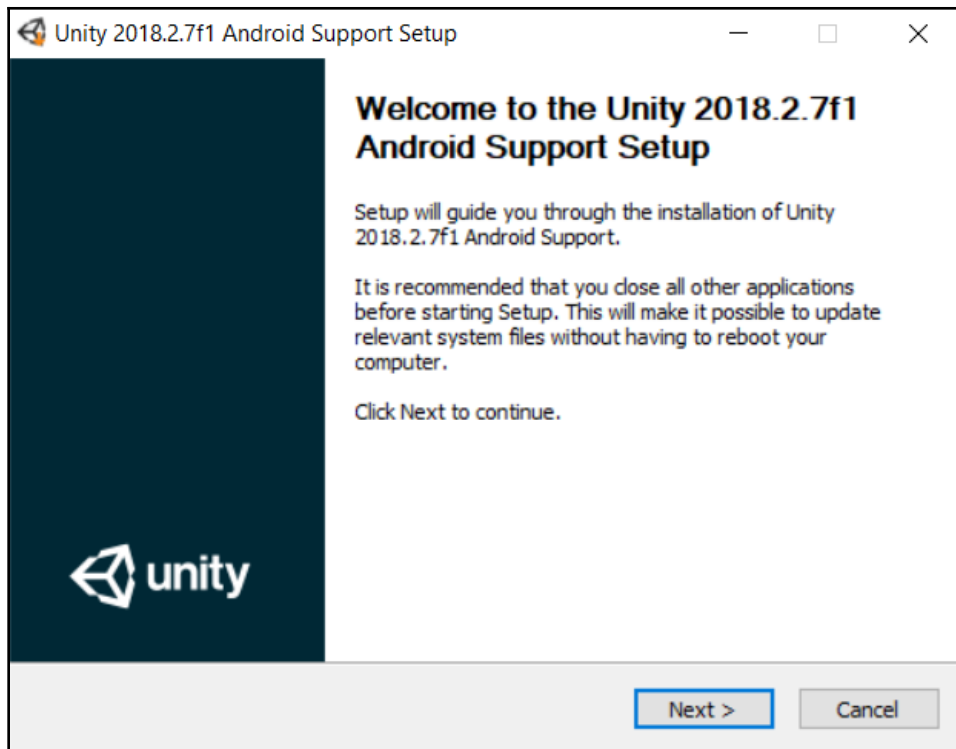 Unity 2018.2.7f1 Android Support Setup
Welcome to the Unity 2018.2.7f1
Android Support Setup
Setup will guide you through the installation of Unity
2018.2.7f1 Android Support.
It is recommended that you close all other applications
before starting Setup. This will make it possible to update
relevant system files without having to reboot your
computer.
Click Next to continue.
unity
Next >
Cancel